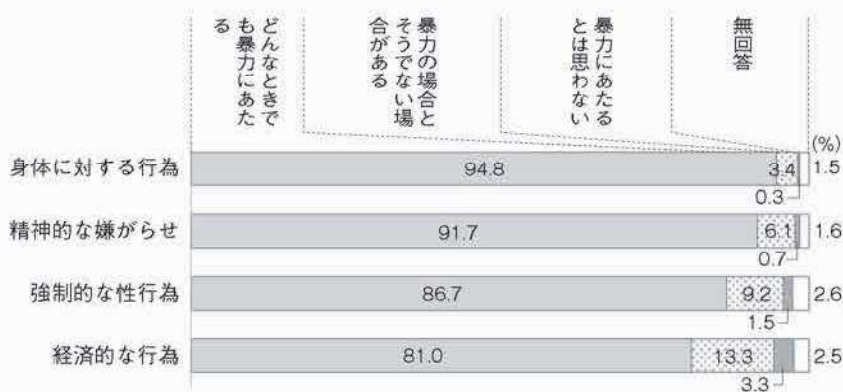 どんなときで
も暴力にあた
る
暴力の場合と
そうでない場
合がある
暴力にあたる
とは思わない
無回答
(%)
身体に対する行為 94.8 3.4 1.5
0.3
精神的な嫌がらせ 91.7 6.1 1.6
0.7
強制的な性行為 86.7 9.2 2.6
1.5
経済的な行為 81.0 13.3 2.5
3.3